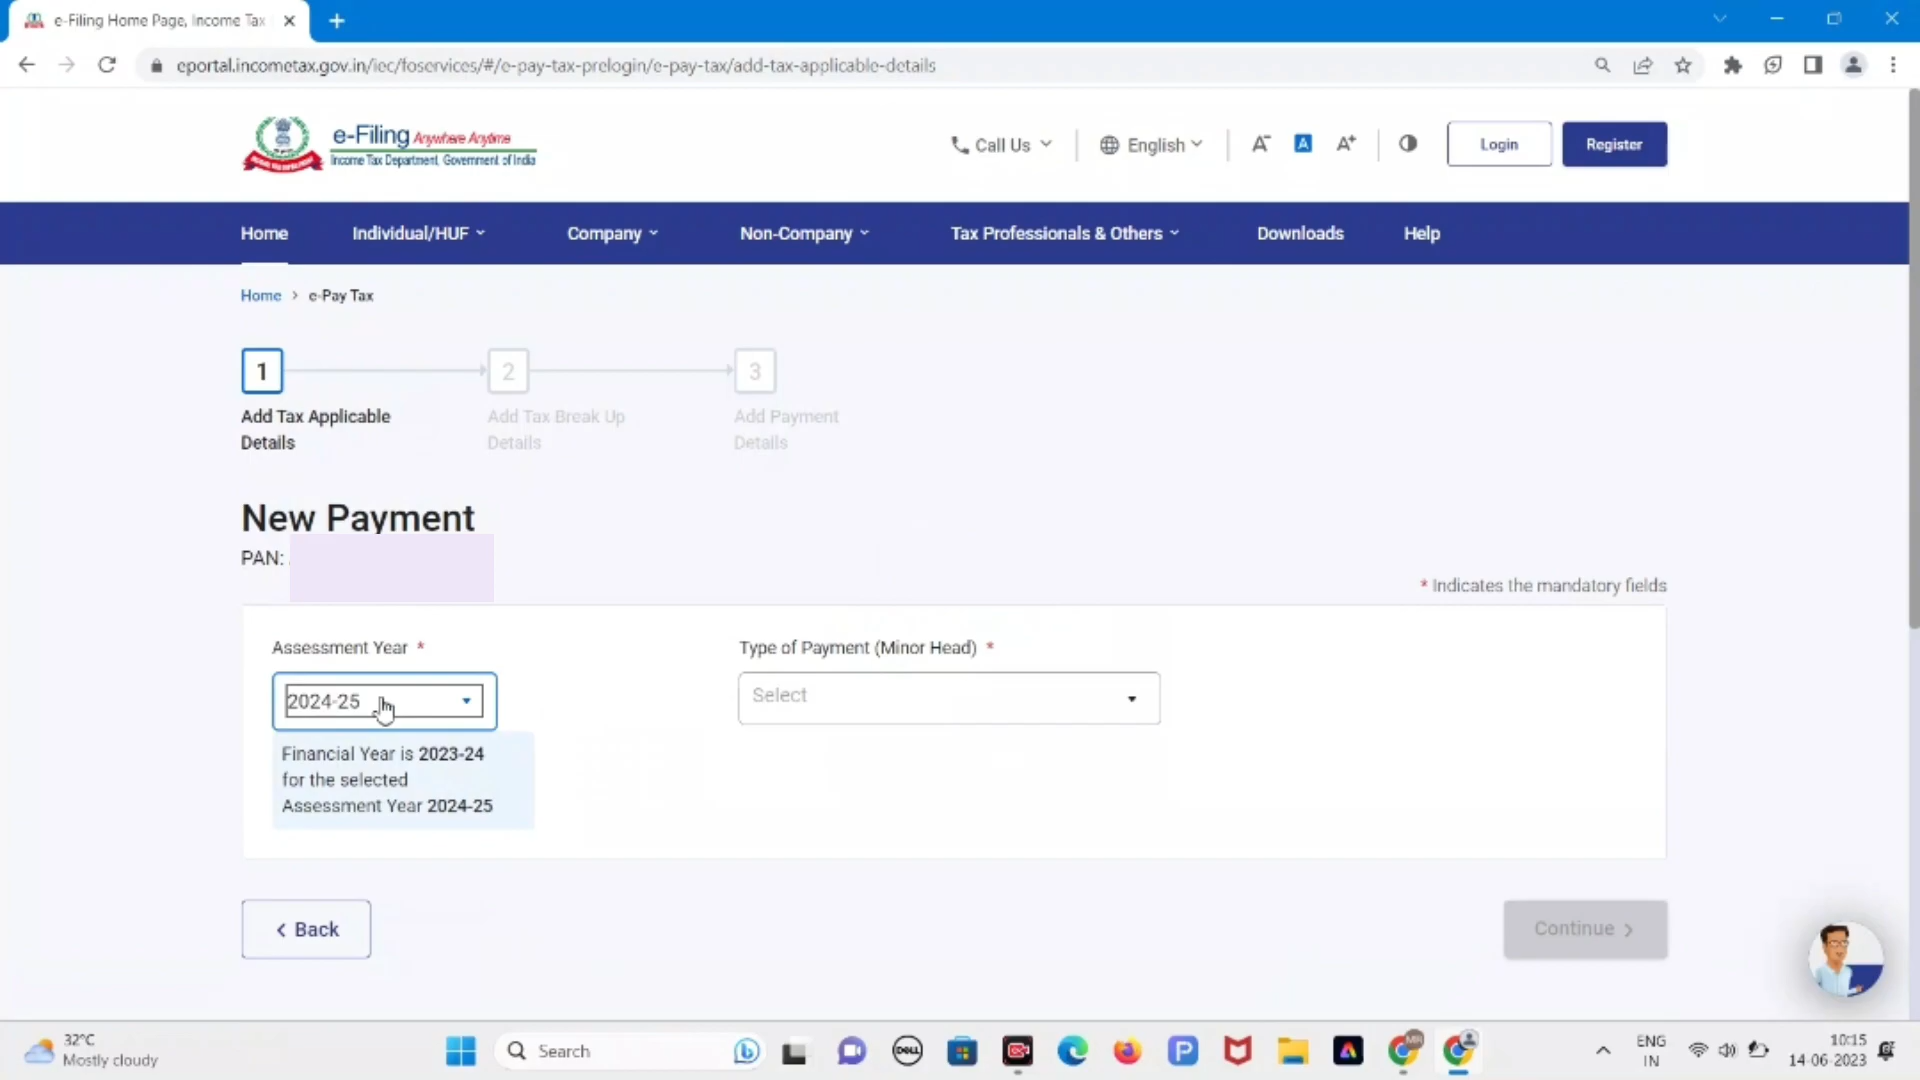 e-Filing Home Page, Income Tax
eportal.incometax.gov.in/iec/foservices/#/e-pay-tax-prelogin/e-pay-tax/add-tax-applicable-details
e-Filing Anywhere Anytime
Income Tax Department, Government of India
Call Us
English
A-
A
A+
Login
Register
Home
Individual/HUF
Company
Non-Company
Tax Professionals & Others
Downloads
Help
Home > e-Pay Tax
1
2
3
Add Tax Applicable
Details
Add Tax Break Up
Details
Add Payment
Details
New Payment
PAN:
* Indicates the mandatory fields
Assessment Year *
Type of Payment (Minor Head) *
2024-25
Select
Financial Year is 2023-24
for the selected
Assessment Year 2024-25
< Back
Continue >
32°C
Mostly cloudy
Search
DELL
ENG
IN
10:15
14-06-2023